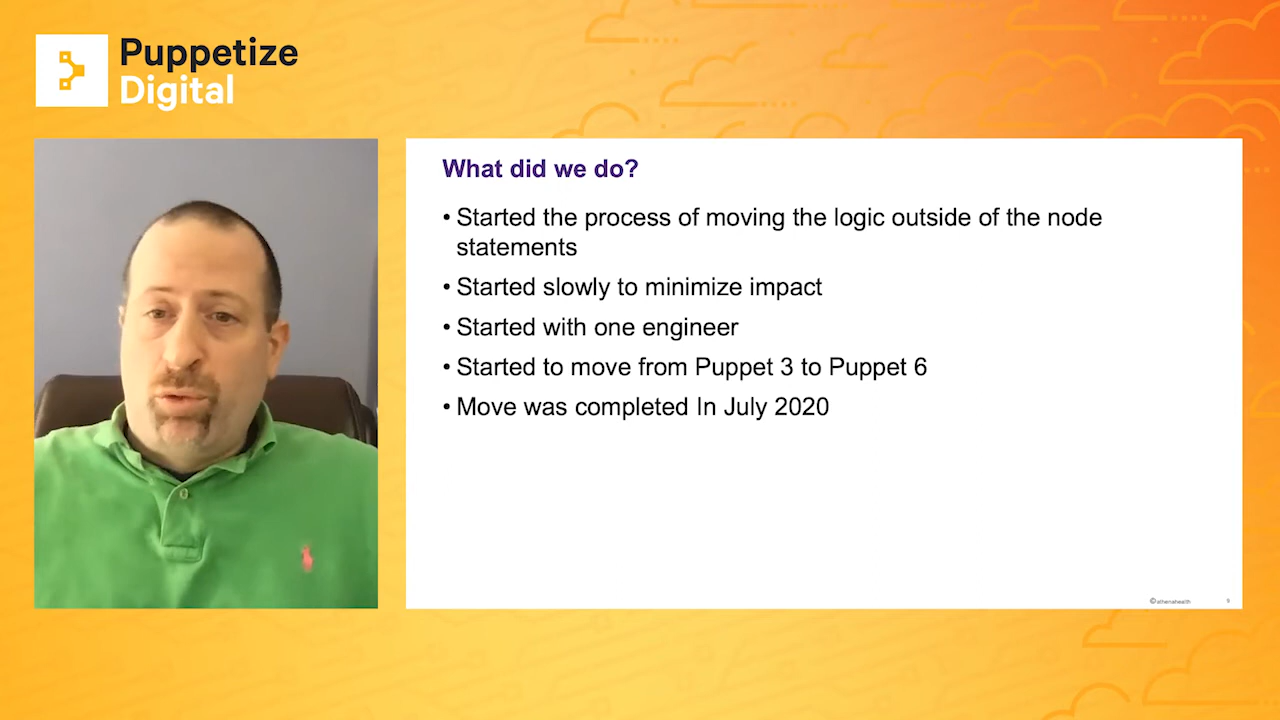 Puppetize
Digital
What did we do?
• Started the process of moving the logic outside of the node
statements
• Started slowly to minimize impact
• Started with one engineer
• Started to move from Puppet 3 to Puppet 6
• Move was completed In July 2020
©athenahealth
9